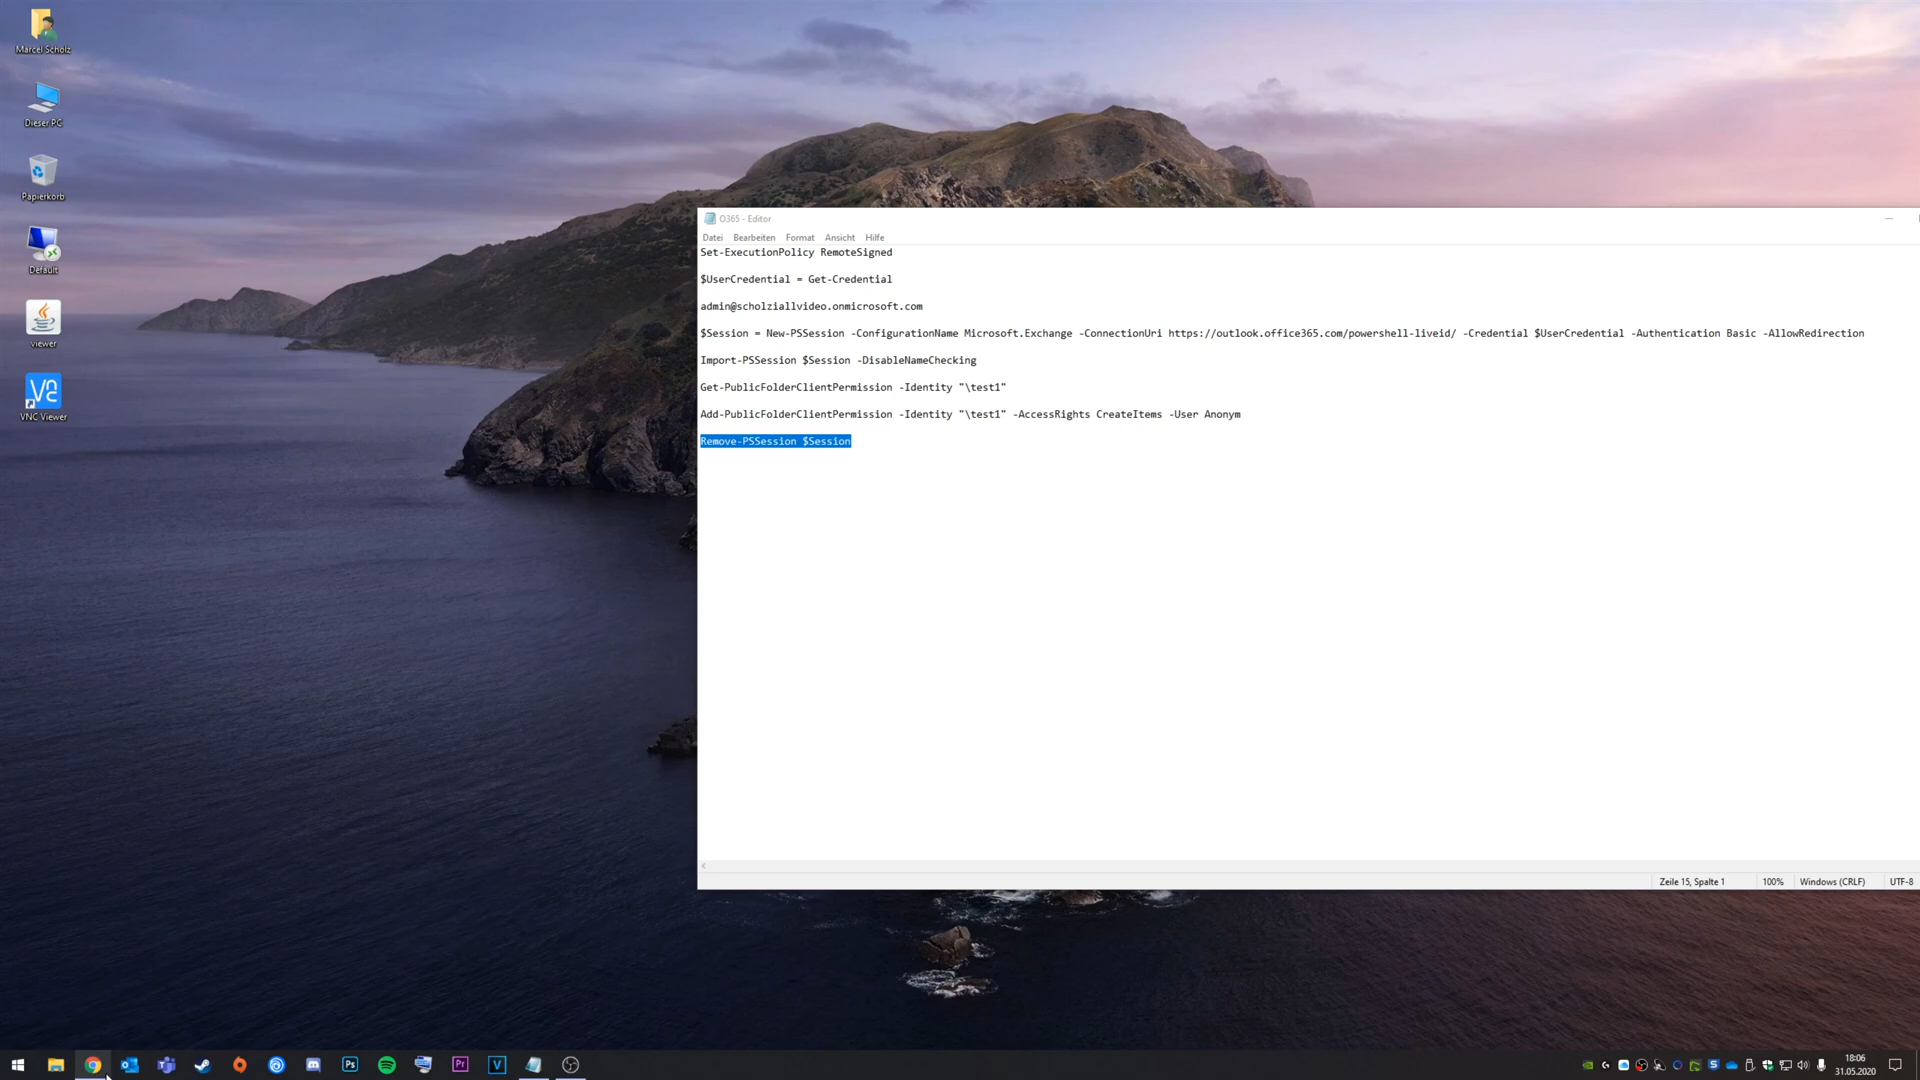 Marcel Scholz
Dieser PC
Papierkorb
Default
viewer
VNC Viewer
O365 - Editor
Datei Bearbeiten Format Ansicht Hilfe
Set-ExecutionPolicy RemoteSigned
$UserCredential = Get-Credential
admin@scholziallvideo.onmicrosoft.com
$Session = New-PSSession -ConfigurationName Microsoft.Exchange -ConnectionUri https://outlook.office365.com/powershell-liveid/ -Credential $UserCredential -Authentication Basic -AllowRedirection
Import-PSSession $Session -DisableNameChecking
Get-PublicFolderClientPermission -Identity "\test1"
Add-PublicFolderClientPermission -Identity "\test1" -AccessRights CreateItems -User Anonym
Remove-PSSession $Session
Zeile 15, Spalte 1 100% Windows (CRLF) UTF-8
Ps
Pr
V
18:06
31.05.2020